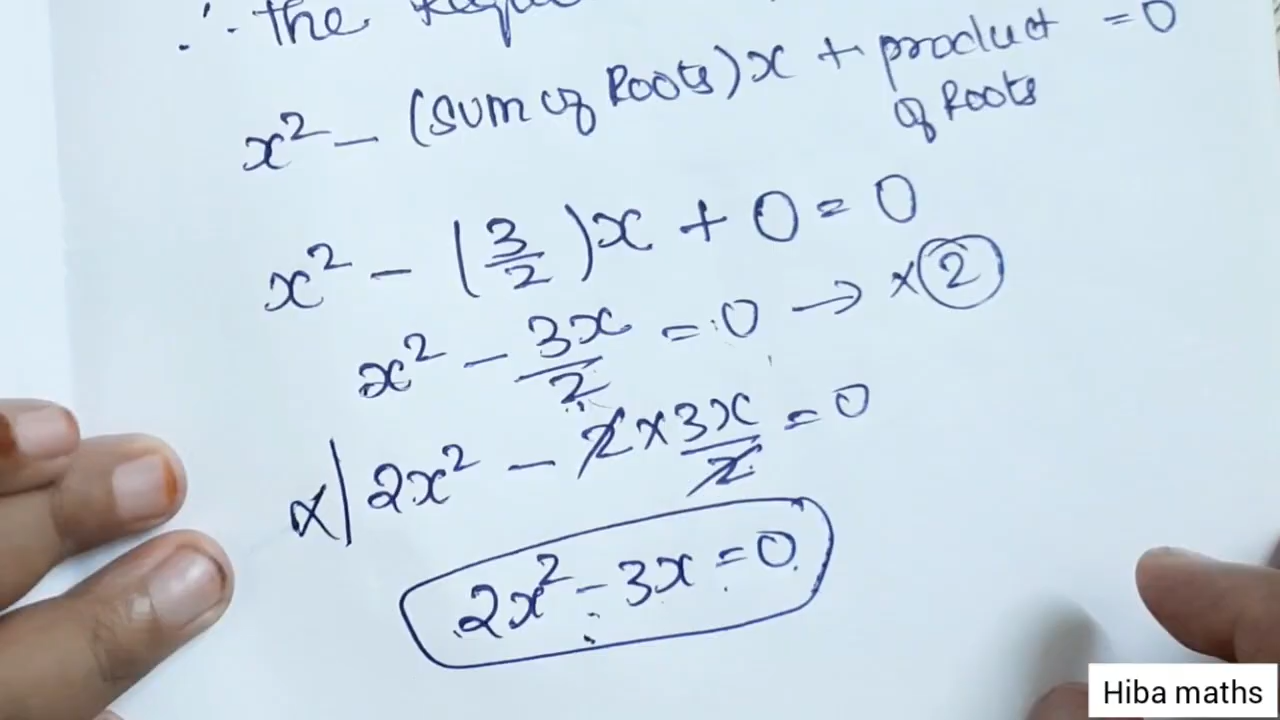 ∴ the
x² - (sum of Roots)x + product of Roots = 0
x² - (3/2)x + 0 = 0
x² - 3x/2 = 0 → ×②
×| 2x² - 2 × 3x/2 = 0
2x² - 3x = 0
Hiba maths